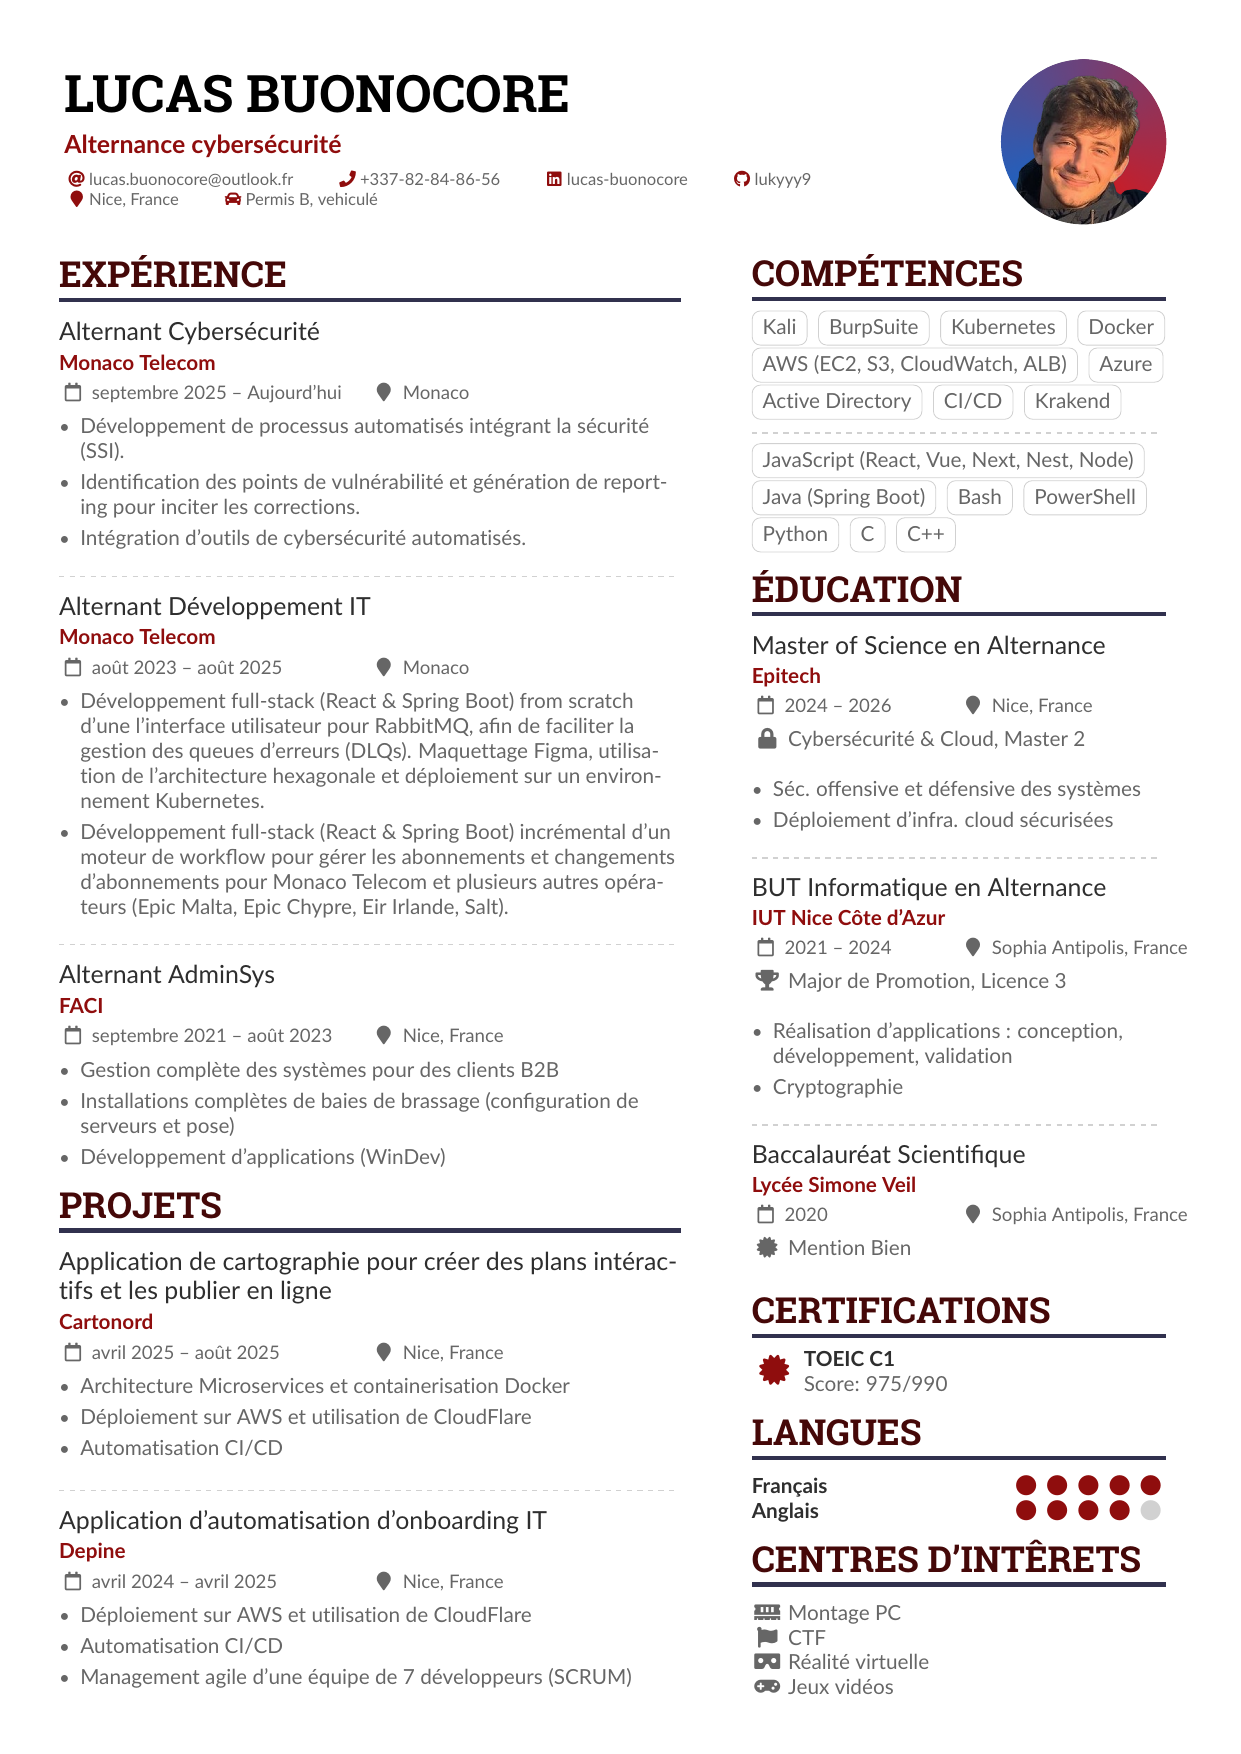 LUCAS BUONOCORE
Alternance cybersécurité
lucas.buonocore@outlook.fr +337-82-84-86-56 lucas-buonocore lukyyy9
Nice, France Permis B, vehiculé
EXPÉRIENCE
Alternant Cybersécurité
Monaco Telecom
septembre 2025 – Aujourd'hui Monaco
• Développement de processus automatisés intégrant la sécurité
(SSI).
• Identification des points de vulnérabilité et génération de report-
ing pour inciter les corrections.
• Intégration d'outils de cybersécurité automatisés.
Alternant Développement IT
Monaco Telecom
août 2023 – août 2025 Monaco
• Développement full-stack (React & Spring Boot) from scratch
d'une l'interface utilisateur pour RabbitMQ, afin de faciliter la
gestion des queues d'erreurs (DLQs). Maquettage Figma, utilisa-
tion de l'architecture hexagonale et déploiement sur un environ-
nement Kubernetes.
• Développement full-stack (React & Spring Boot) incrémental d'un
moteur de workflow pour gérer les abonnements et changements
d'abonnements pour Monaco Telecom et plusieurs autres opéra-
teurs (Epic Malta, Epic Chypre, Eir Irlande, Salt).
Alternant AdminSys
FACI
septembre 2021 – août 2023 Nice, France
• Gestion complète des systèmes pour des clients B2B
• Installations complètes de baies de brassage (configuration de
serveurs et pose)
• Développement d'applications (WinDev)
PROJETS
Application de cartographie pour créer des plans intérac-
tifs et les publier en ligne
Cartonord
avril 2025 – août 2025 Nice, France
• Architecture Microservices et containerisation Docker
• Déploiement sur AWS et utilisation de CloudFlare
• Automatisation CI/CD
Application d'automatisation d'onboarding IT
Depine
avril 2024 – avril 2025 Nice, France
• Déploiement sur AWS et utilisation de CloudFlare
• Automatisation CI/CD
• Management agile d'une équipe de 7 développeurs (SCRUM)
COMPÉTENCES
Kali BurpSuite Kubernetes Docker
AWS (EC2, S3, CloudWatch, ALB) Azure
Active Directory CI/CD Krakend
JavaScript (React, Vue, Next, Nest, Node)
Java (Spring Boot) Bash PowerShell
Python C C++
ÉDUCATION
Master of Science en Alternance
Epitech
2024 – 2026 Nice, France
Cybersécurité & Cloud, Master 2
• Séc. offensive et défensive des systèmes
• Déploiement d'infra. cloud sécurisées
BUT Informatique en Alternance
IUT Nice Côte d'Azur
2021 – 2024 Sophia Antipolis, France
Major de Promotion, Licence 3
• Réalisation d'applications : conception,
développement, validation
• Cryptographie
Baccalauréat Scientifique
Lycée Simone Veil
2020 Sophia Antipolis, France
Mention Bien
CERTIFICATIONS
TOEIC C1
Score: 975/990
LANGUES
Français
Anglais
CENTRES D'INTÊRETS
Montage PC
CTF
Réalité virtuelle
Jeux vidéos